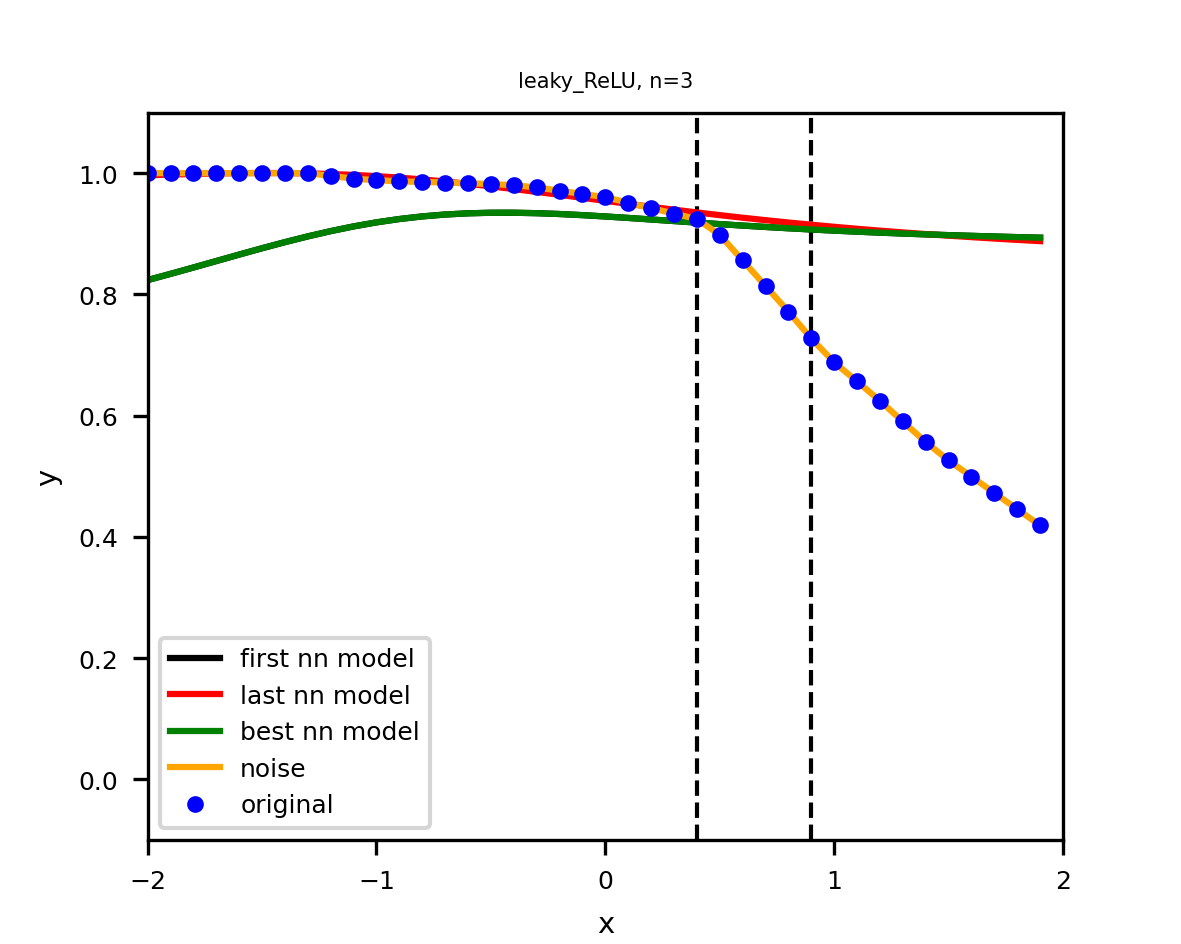 leaky_ReLU, n=3
1.0
0.8
0.6
0.4
0.2
0.0
y
first nn model
last nn model
best nn model
noise
original
−2
−1
0
1
2
x